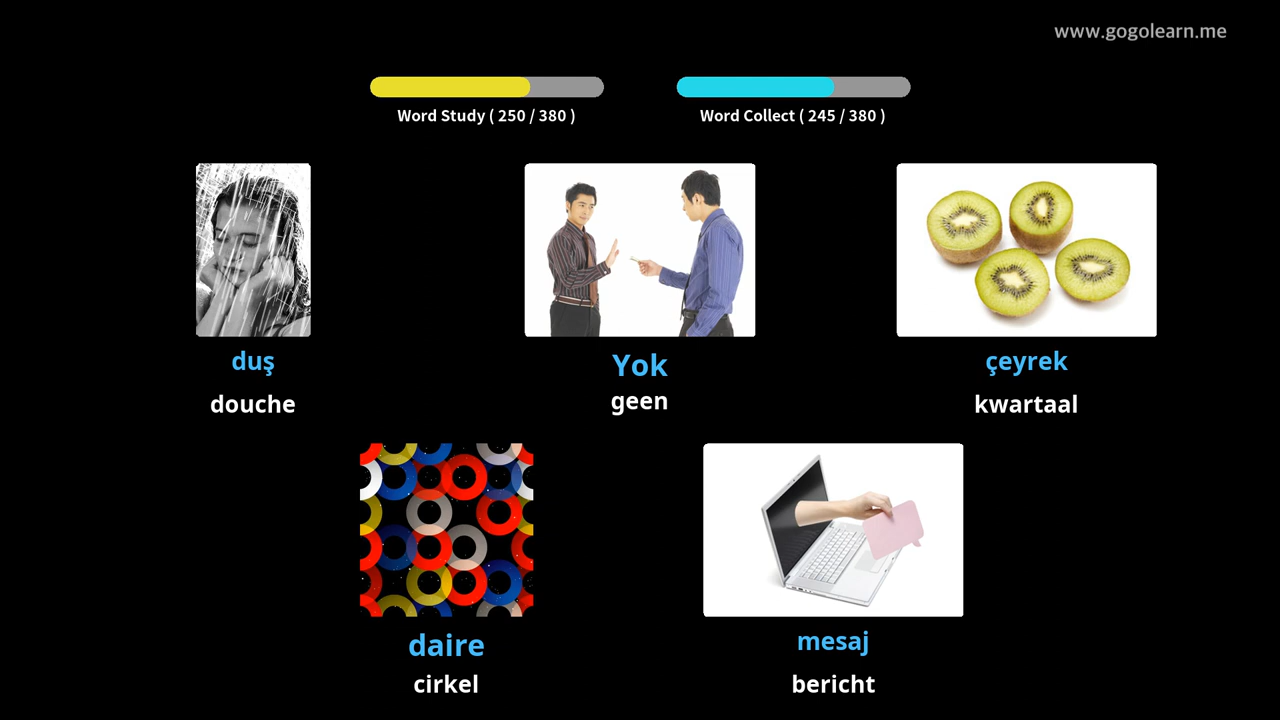 www.gogolearn.me
Word Study ( 250 / 380 )
Word Collect ( 245 / 380 )
duş
Yok
çeyrek
douche
geen
kwartaal
daire
mesaj
cirkel
bericht